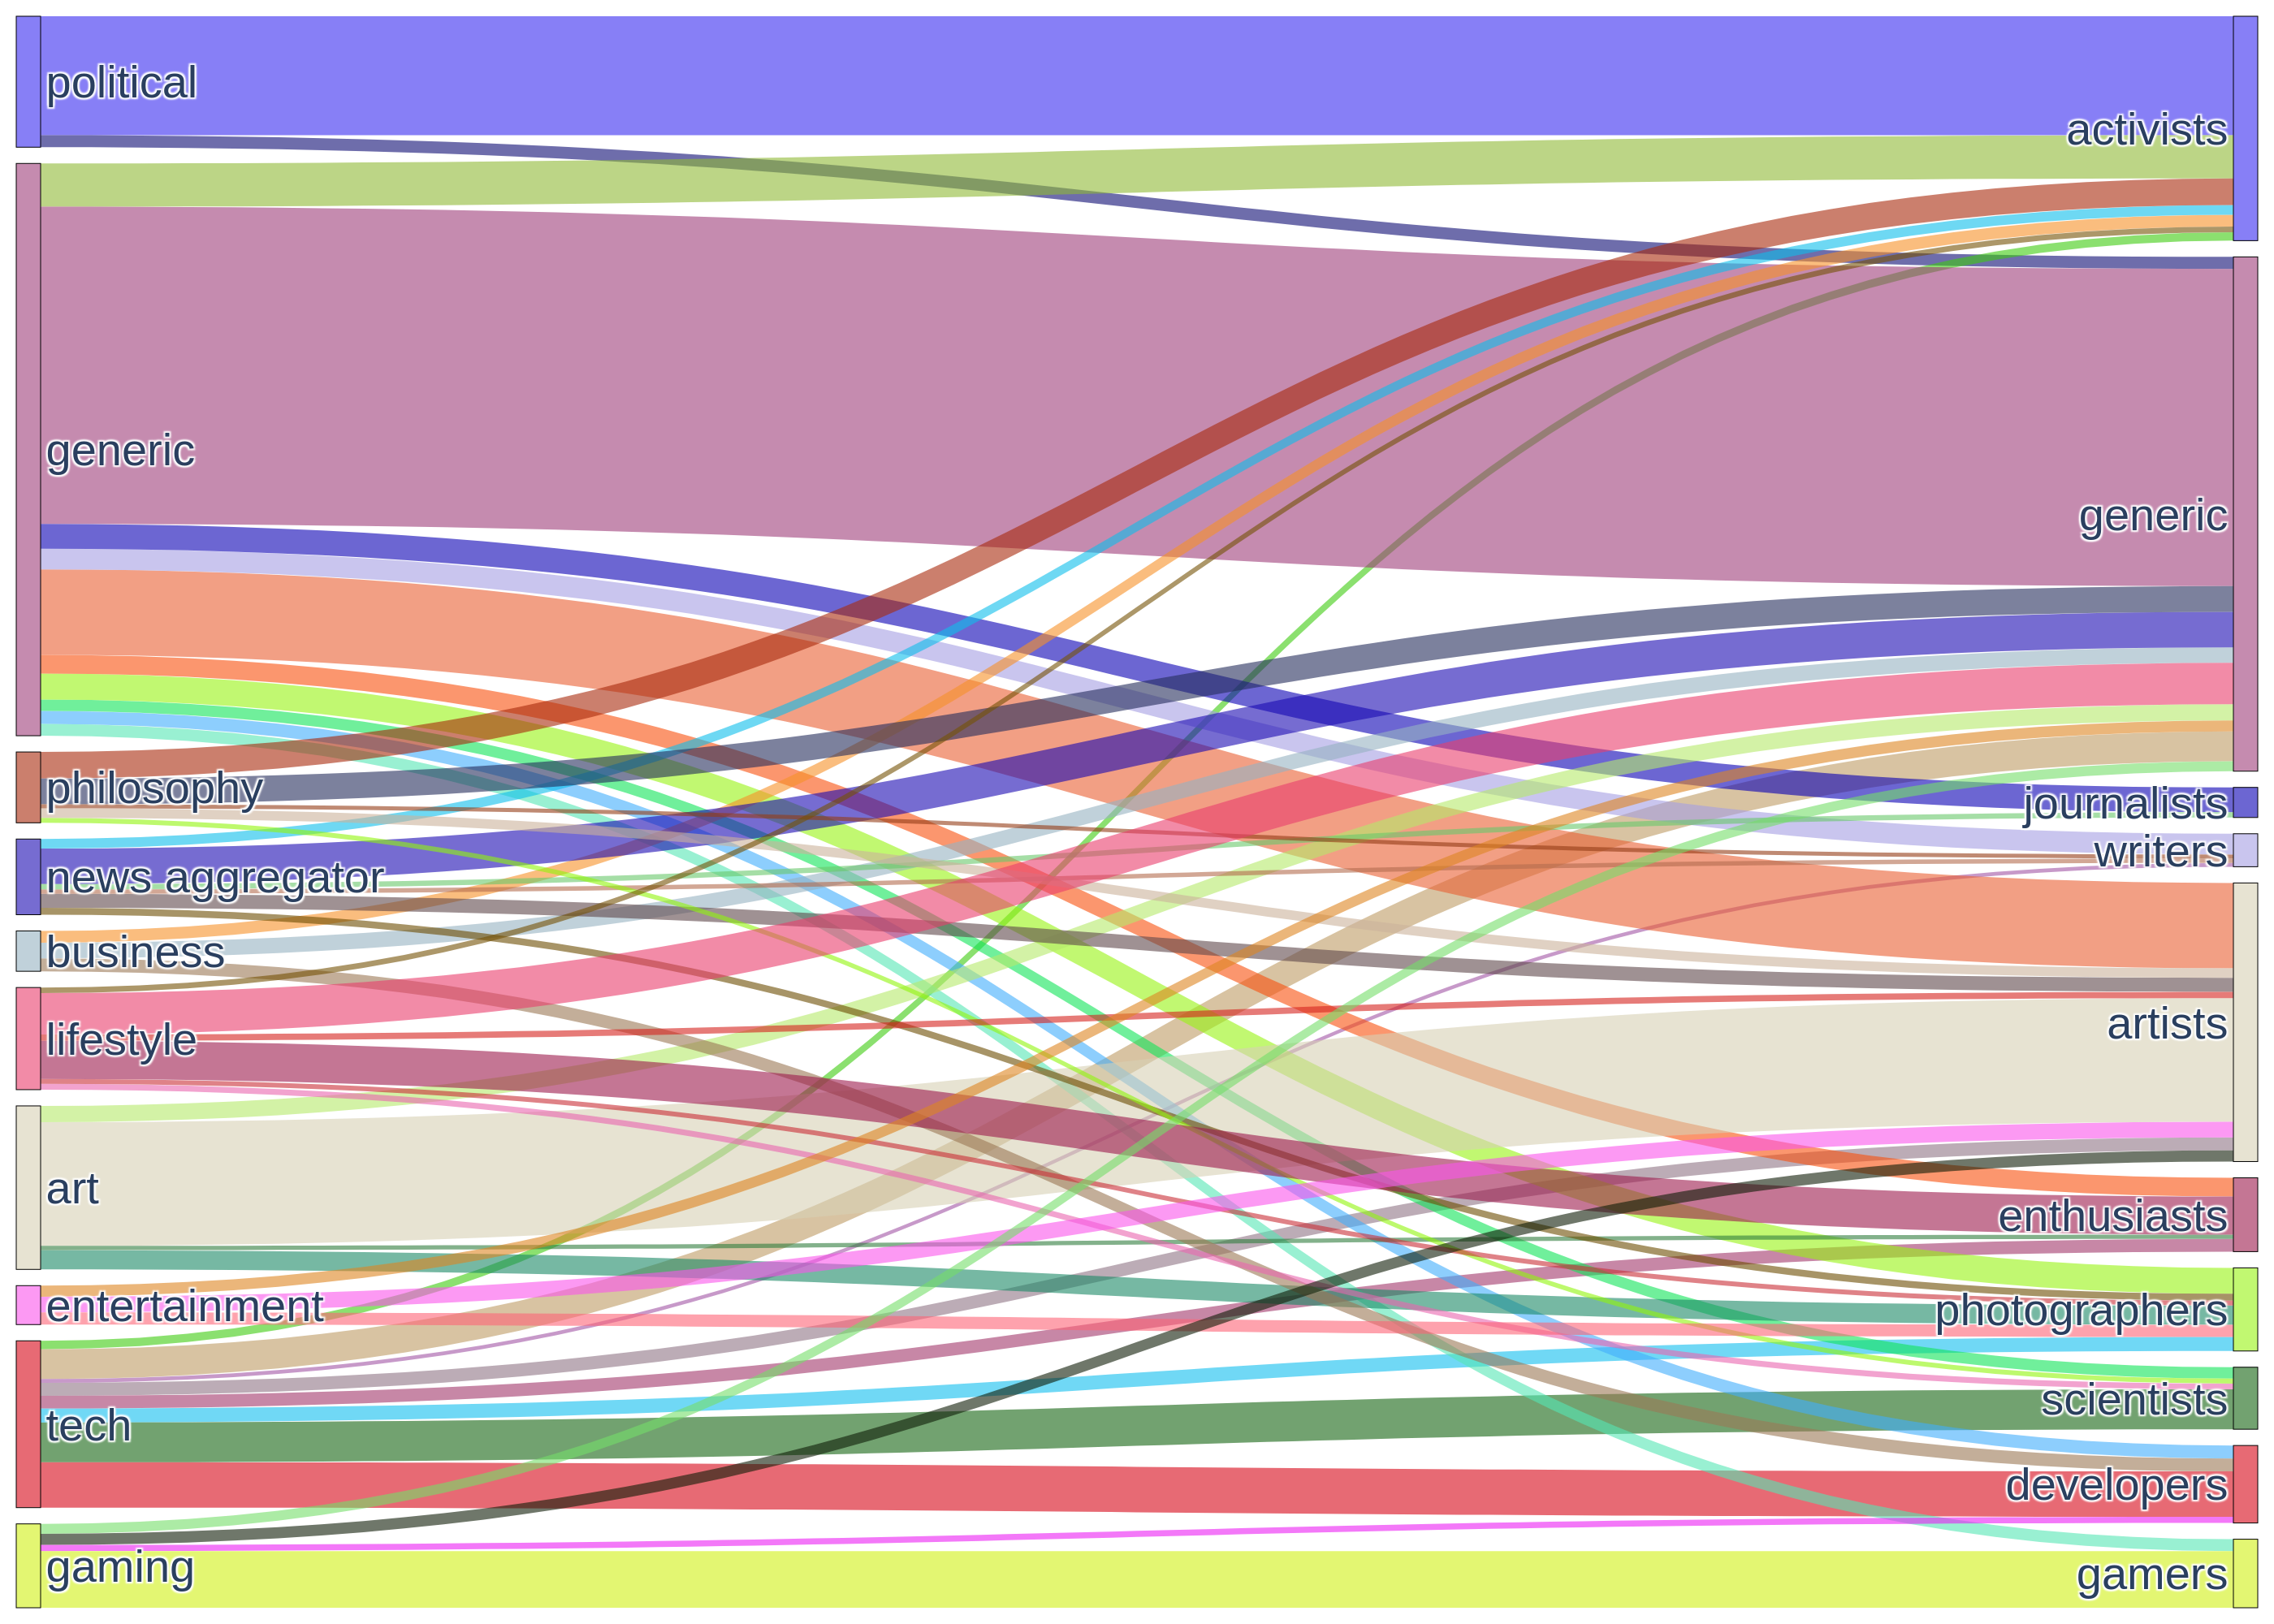 political
generic
philosophy
news aggregator
business
lifestyle
art
entertainment
tech
gaming
activists
generic
journalists
writers
artists
enthusiasts
photographers
scientists
developers
gamers